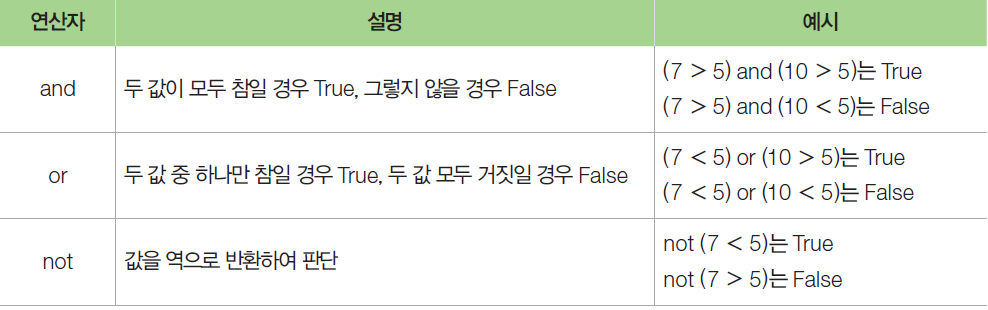 연산자 설명 예시
and 두 값이 모두 참일 경우 True, 그렇지 않을 경우 False
(7 > 5) and (10 > 5)는 True
(7 > 5) and (10 < 5)는 False
or 두 값 중 하나만 참일 경우 True, 두 값 모두 거짓일 경우 False
(7 < 5) or (10 > 5)는 True
(7 < 5) or (10 < 5)는 False
not 값을 역으로 반환하여 판단
not (7 < 5)는 True
not (7 > 5)는 False